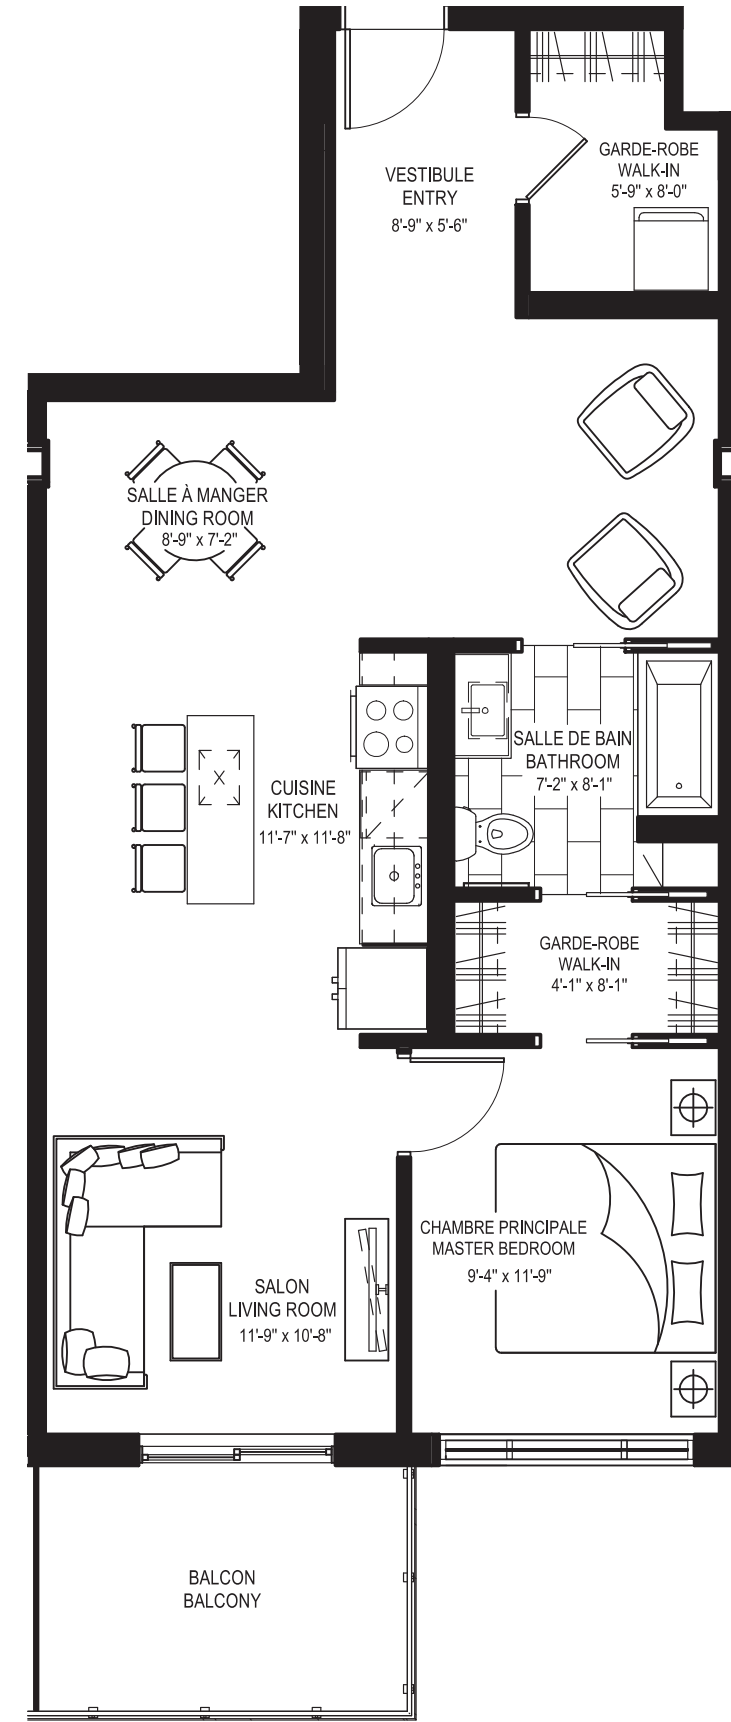 VESTIBULE
ENTRY
8'-9" x 5'-6"
GARDE-ROBE
WALK-IN
5'-9" x 8'-0"
SALLE À MANGER
DINING ROOM
8'-9" x 7'-2"
SALLE DE BAIN
BATHROOM
7'-2" x 8'-1"
CUISINE
KITCHEN
11'-7" x 11'-8"
GARDE-ROBE
WALK-IN
4'-1" x 8'-1"
CHAMBRE PRINCIPALE
MASTER BEDROOM
9'-4" x 11'-9"
SALON
LIVING ROOM
11'-9" x 10'-8"
BALCON
BALCONY